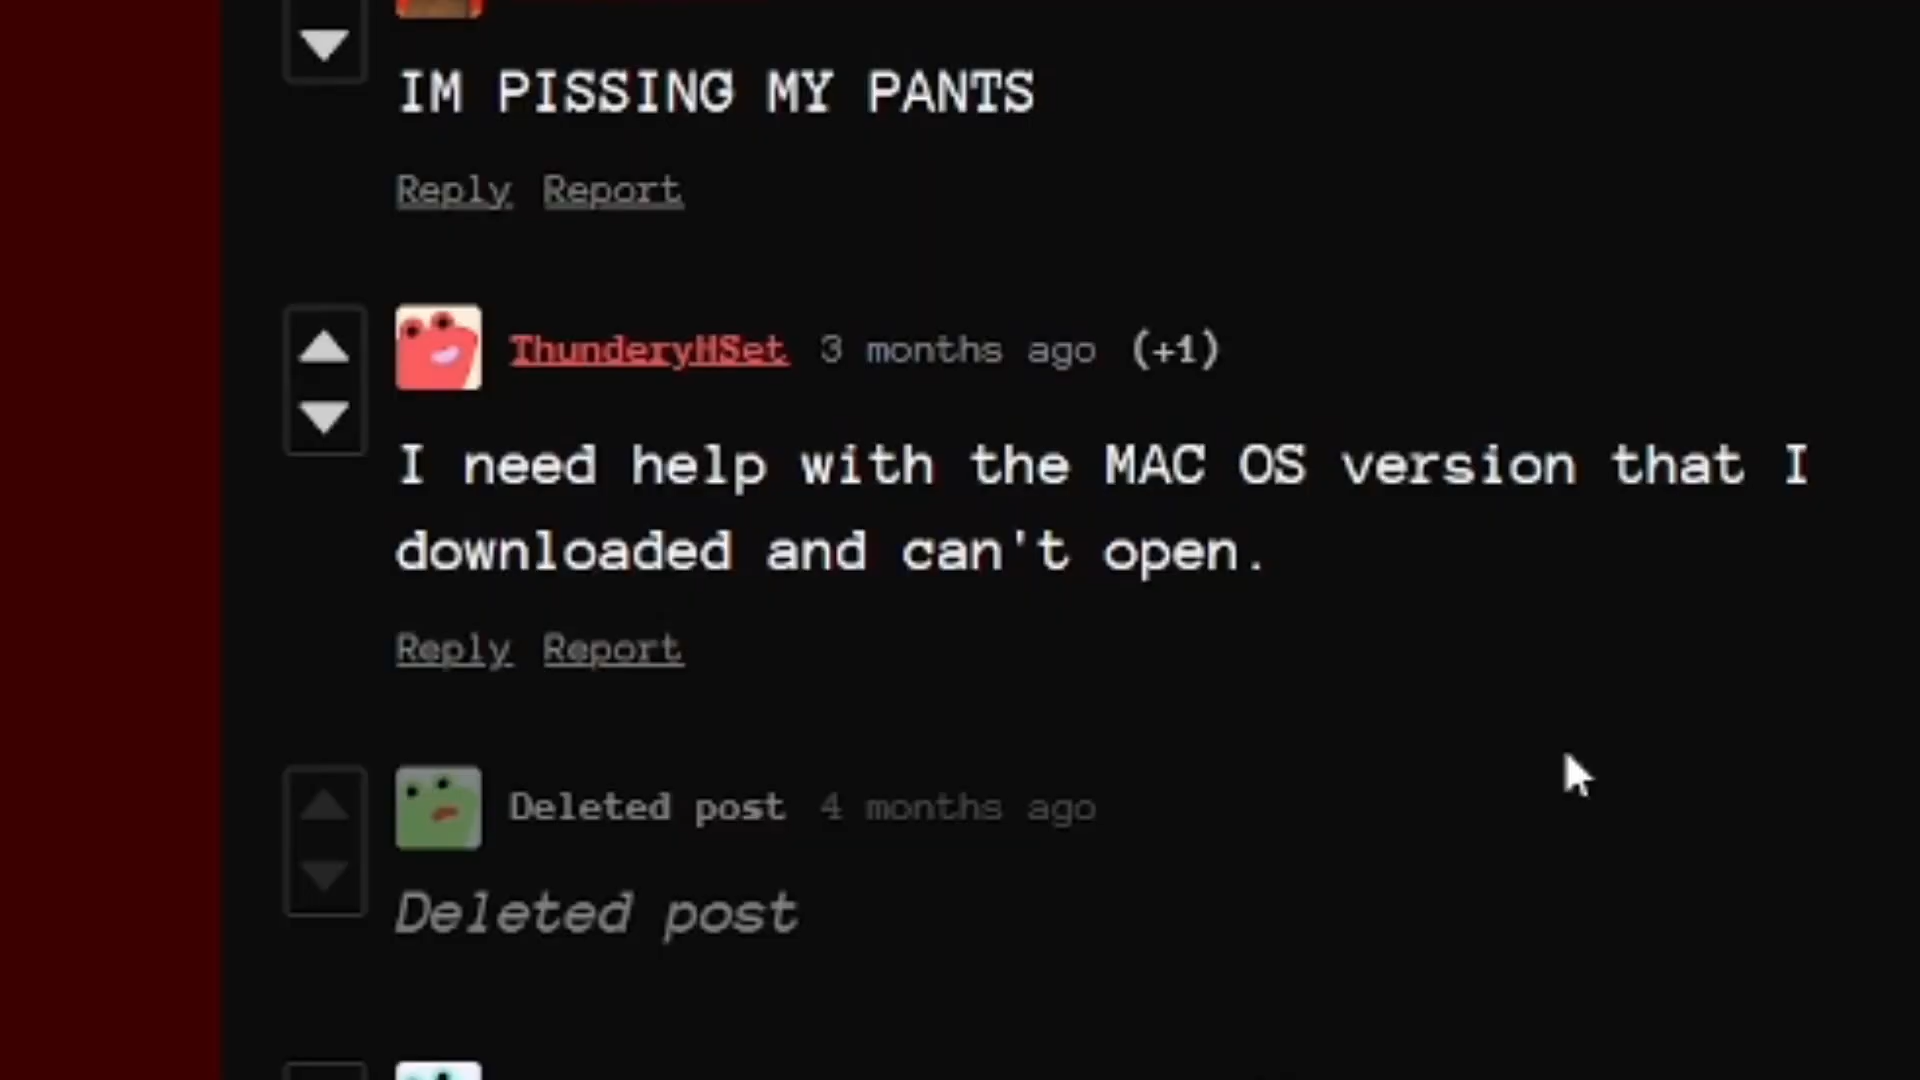 IM PISSING MY PANTS
Reply Report
ThunderyHSet 3 months ago (+1)
I need help with the MAC OS version that I
downloaded and can't open.
Reply Report
Deleted post 4 months ago
Deleted post